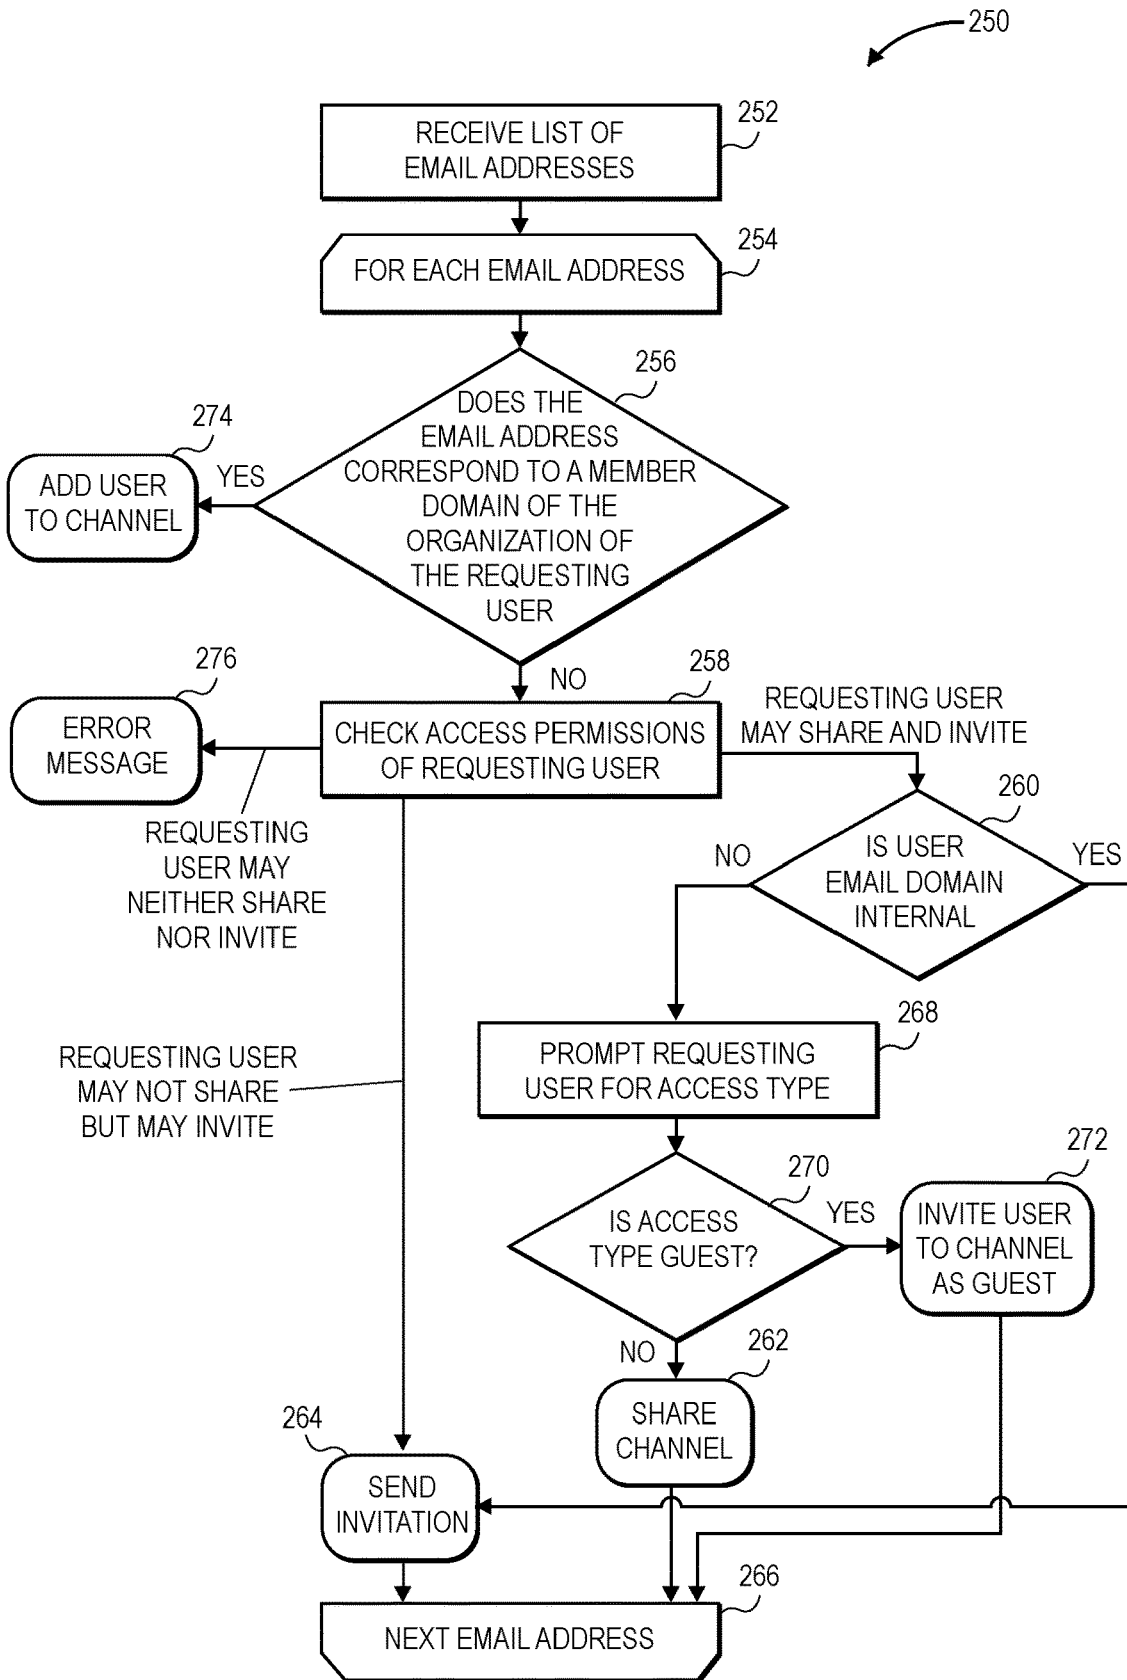 250
252
RECEIVE LIST OF
EMAIL ADDRESSES
254
FOR EACH EMAIL ADDRESS
256
DOES THE
EMAIL ADDRESS
CORRESPOND TO A MEMBER
DOMAIN OF THE
ORGANIZATION OF
THE REQUESTING
USER
274
YES
ADD USER
TO CHANNEL
NO
276
ERROR
MESSAGE
258
CHECK ACCESS PERMISSIONS
OF REQUESTING USER
REQUESTING USER
MAY SHARE AND INVITE
REQUESTING
USER MAY
NEITHER SHARE
NOR INVITE
260
NO
IS USER
EMAIL DOMAIN
INTERNAL
YES
REQUESTING USER
MAY NOT SHARE
BUT MAY INVITE
268
PROMPT REQUESTING
USER FOR ACCESS TYPE
270
IS ACCESS
TYPE GUEST?
YES
272
INVITE USER
TO CHANNEL
AS GUEST
NO
262
SHARE
CHANNEL
264
SEND
INVITATION
266
NEXT EMAIL ADDRESS